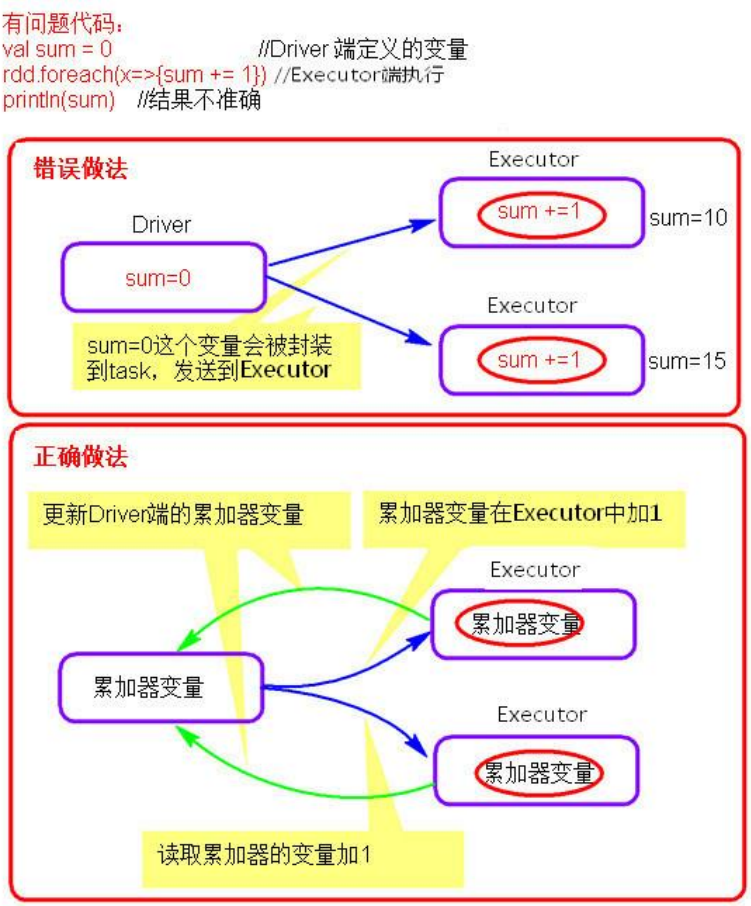 有问题代码：
val sum = 0 //Driver 端定义的变量
rdd.foreach(x=>{sum += 1}) //Executor端执行
println(sum) //结果不准确
错误做法
Executor
sum +=1
sum=10
Driver
sum=0
Executor
sum +=1
sum=15
sum=0这个变量会被封装
到task，发送到Executor
正确做法
更新Driver端的累加器变量
累加器变量在Executor中加1
Executor
累加器变量
累加器变量
Executor
累加器变量
读取累加器的变量加1